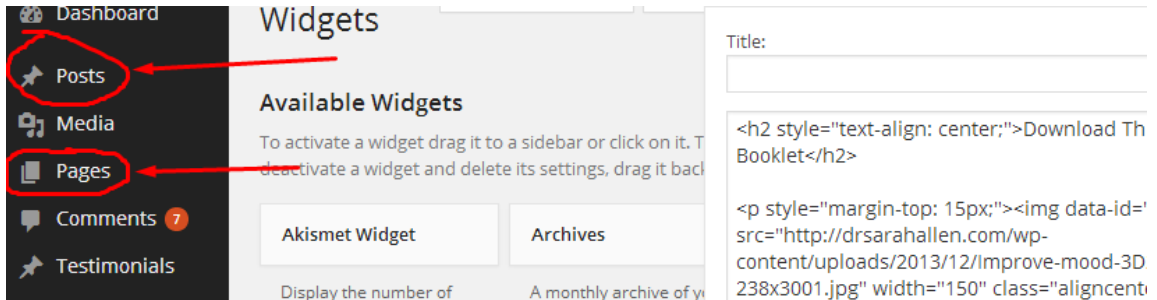 Dashboard
Posts
Media
Pages
Comments 7
Testimonials
Widgets
Available Widgets
To activate a widget drag it to a sidebar or click on it. T
deactivate a widget and delete its settings, drag it back
Akismet Widget
Display the number of
Archives
A monthly archive of yo
Title:
<h2 style="text-align: center;">Download Th
Booklet</h2>
<p style="margin-top: 15px;"><img data-id="
src="http://drsarahallen.com/wp-
content/uploads/2013/12/Improve-mood-3D
238x3001.jpg" width="150" class="aligncente